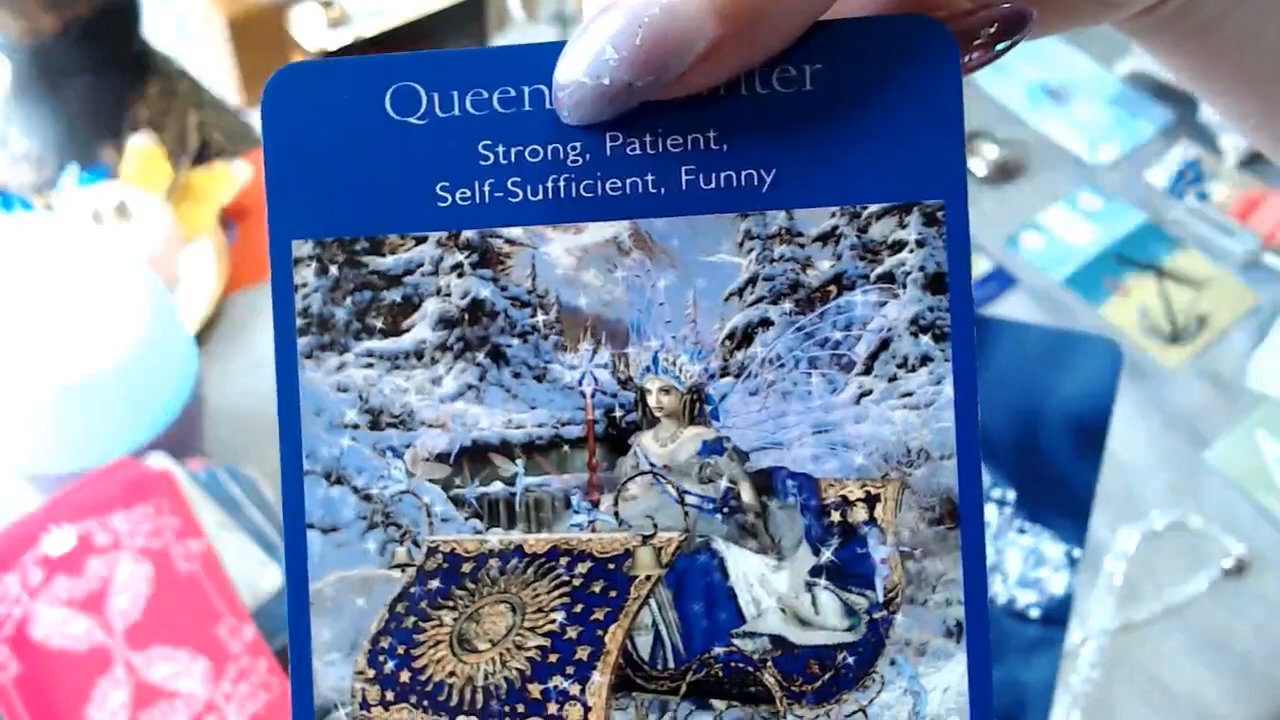 Queen
Strong, Patient,
Self-Sufficient, Funny